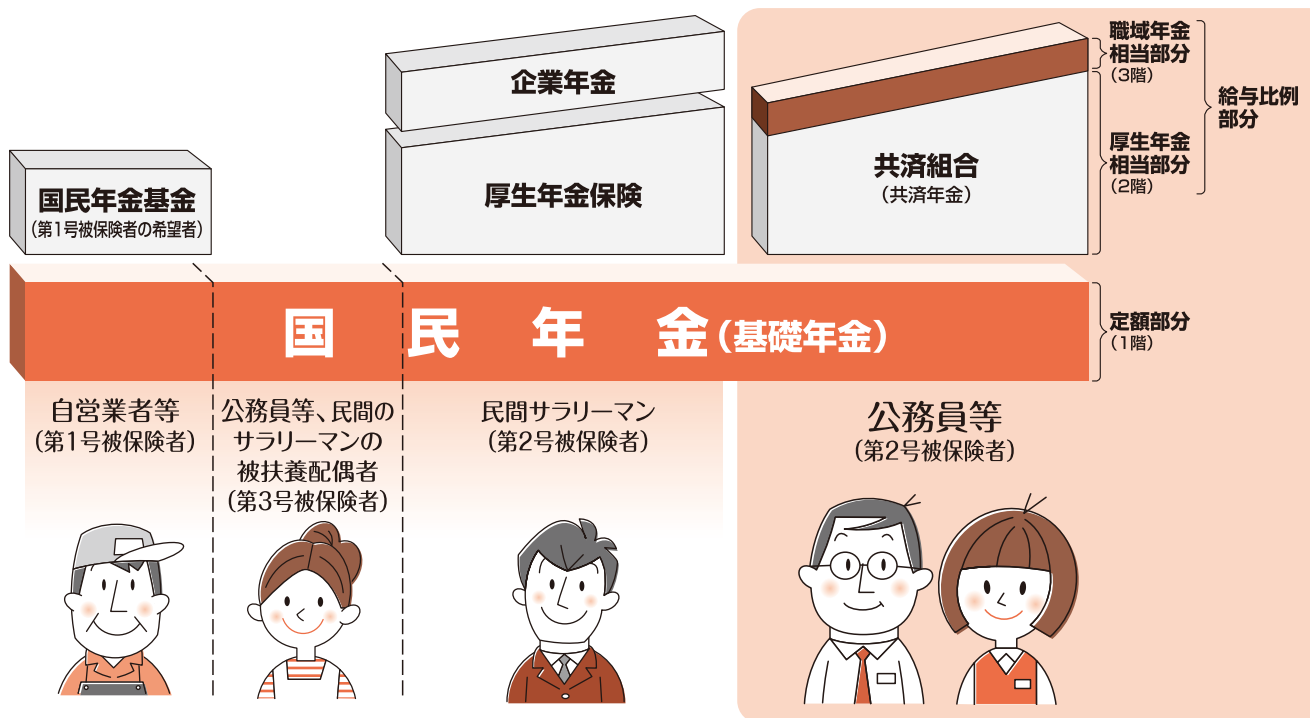 企業年金
厚生年金保険
国民年金基金
(第1号被保険者の希望者)
共済組合
(共済年金)
職域年金
相当部分
(3階)
厚生年金
相当部分
(2階)
給与比例
部分
国民年金(基礎年金)
定額部分
(1階)
自営業者等
(第1号被保険者)
公務員等、民間の
サラリーマンの
被扶養配偶者
(第3号被保険者)
民間サラリーマン
(第2号被保険者)
公務員等
(第2号被保険者)